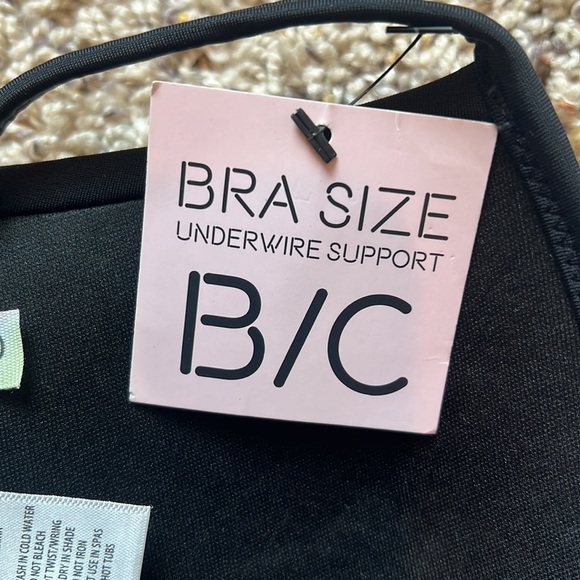 BRA SIZE
UNDERWIRE SUPPORT
B/C
IN COLD WATER
NOT BLEACH
TWIST/WRING
DRY IN SHADE
NOT IRON
USE IN SPAS
HOT TUBS